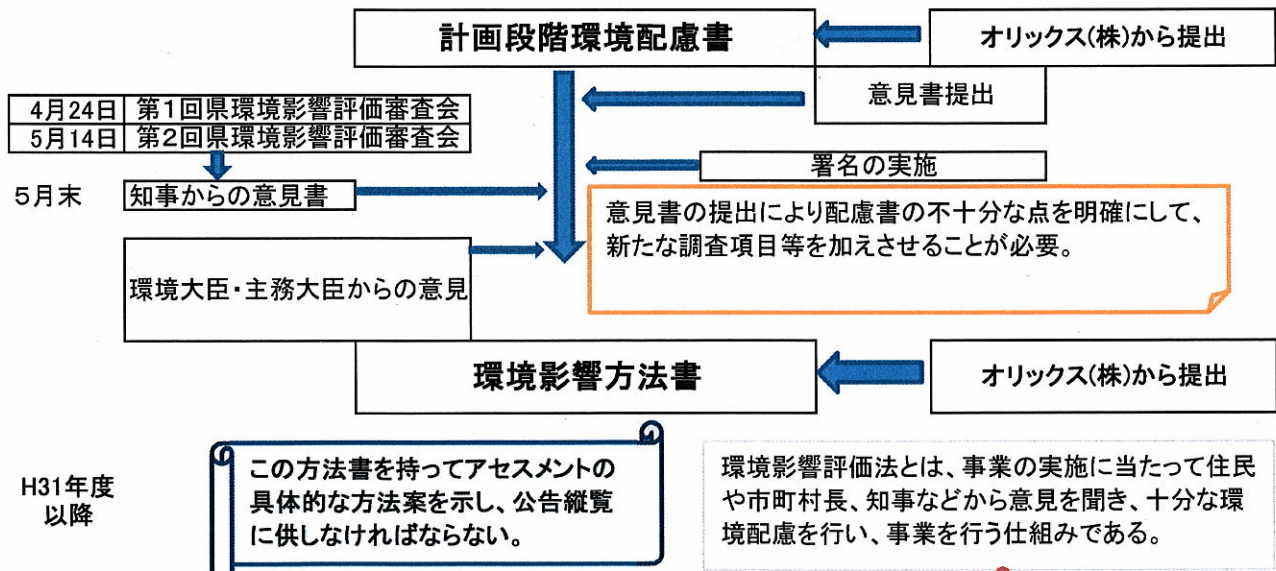 計画段階環境配慮書
オリックス(株)から提出
意見書提出
4月24日 第1回県環境影響評価審査会
5月14日 第2回県環境影響評価審査会
署名の実施
5月末
知事からの意見書
意見書の提出により配慮書の不十分な点を明確にして、
新たな調査項目等を加えさせることが必要。
環境大臣・主務大臣からの意見
環境影響方法書
オリックス(株)から提出
H31年度
以降
この方法書を持ってアセスメントの
具体的な方法案を示し、公告縦覧
に供しなければならない。
環境影響評価法とは、事業の実施に当たって住民
や市町村長、知事などから意見を聞き、十分な環
境配慮を行い、事業を行う仕組みである。